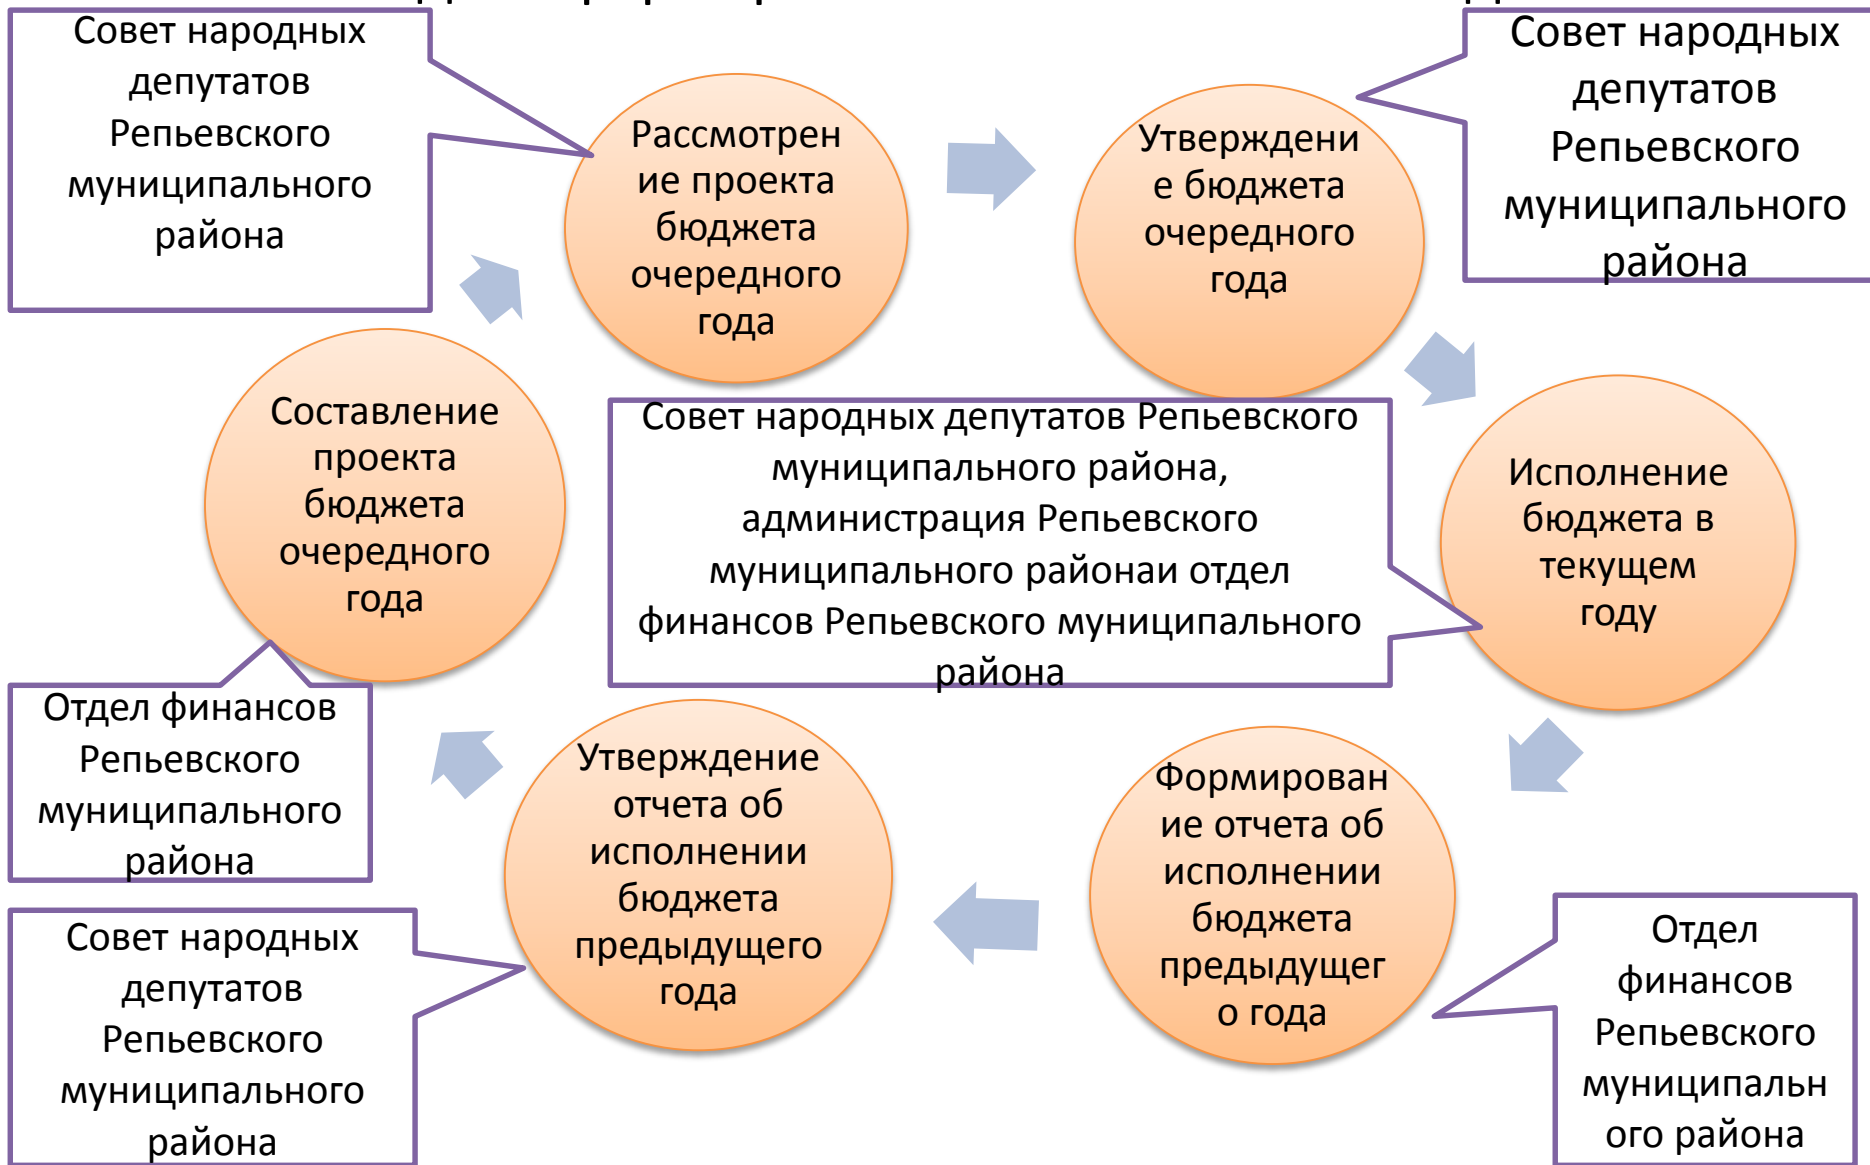 Совет народных
депутатов
Репьевского
муниципального
района
Рассмотрен
ие проекта
бюджета
очередного
года
Утверждени
е бюджета
очередного
года
Совет народных
депутатов
Репьевского
муниципального
района
Составление
проекта
бюджета
очередного
года
Совет народных депутатов Репьевского
муниципального района,
администрация Репьевского
муниципального районаи отдел
финансов Репьевского муниципального
района
Исполнение
бюджета в
текущем
году
Отдел финансов
Репьевского
муниципального
района
Утверждение
отчета об
исполнении
бюджета
предыдущего
года
Формирован
ие отчета об
исполнении
бюджета
предыдущег
о года
Совет народных
депутатов
Репьевского
муниципального
района
Отдел
финансов
Репьевского
муниципальн
ого района